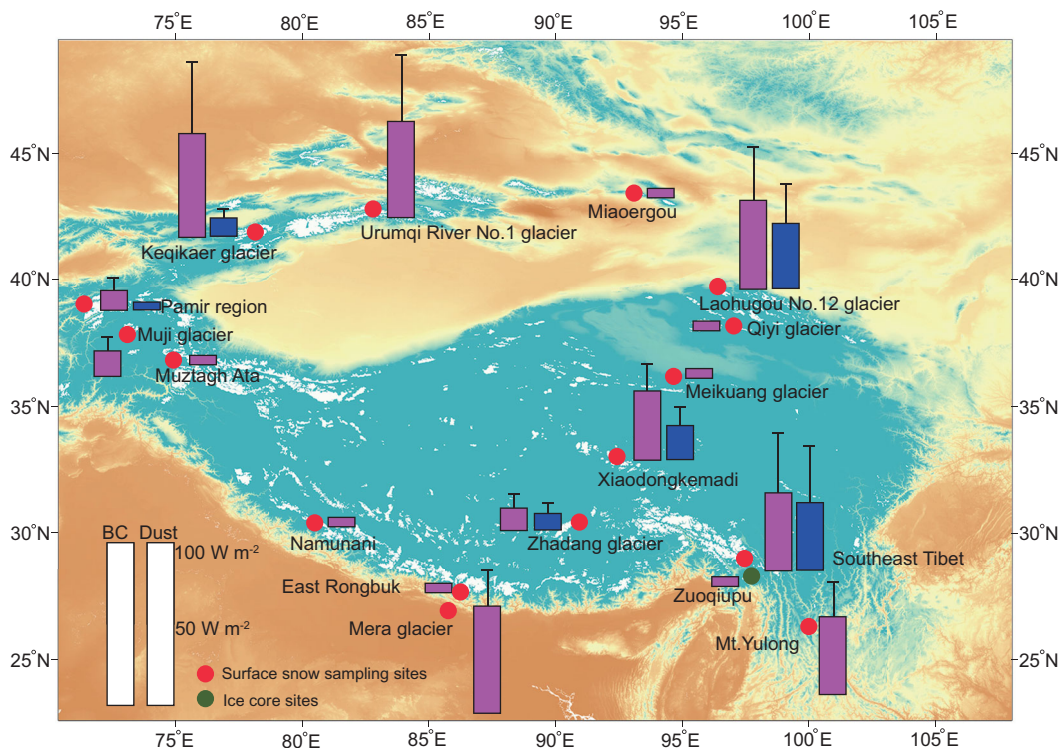 75°E 80°E 85°E 90°E 95°E 100°E 105°E
45°N 45°N
Miaoergou
Urumqi River No.1 glacier
Keqikaer glacier
40°N 40°N
Laohugou No.12 glacier
Pamir region
Qiyi glacier
Muji glacier
Muztagh Ata
Meikuang glacier
35°N 35°N
Xiaodongkemadi
30°N 30°N
BC Dust
Namunani
Zhadang glacier
100 W m-2
Southeast Tibet
East Rongbuk
Zuoqiupu
50 W m-2
Mera glacier
Mt.Yulong
25°N 25°N
Surface snow sampling sites
Ice core sites
75°E 80°E 85°E 90°E 95°E 100°E 105°E